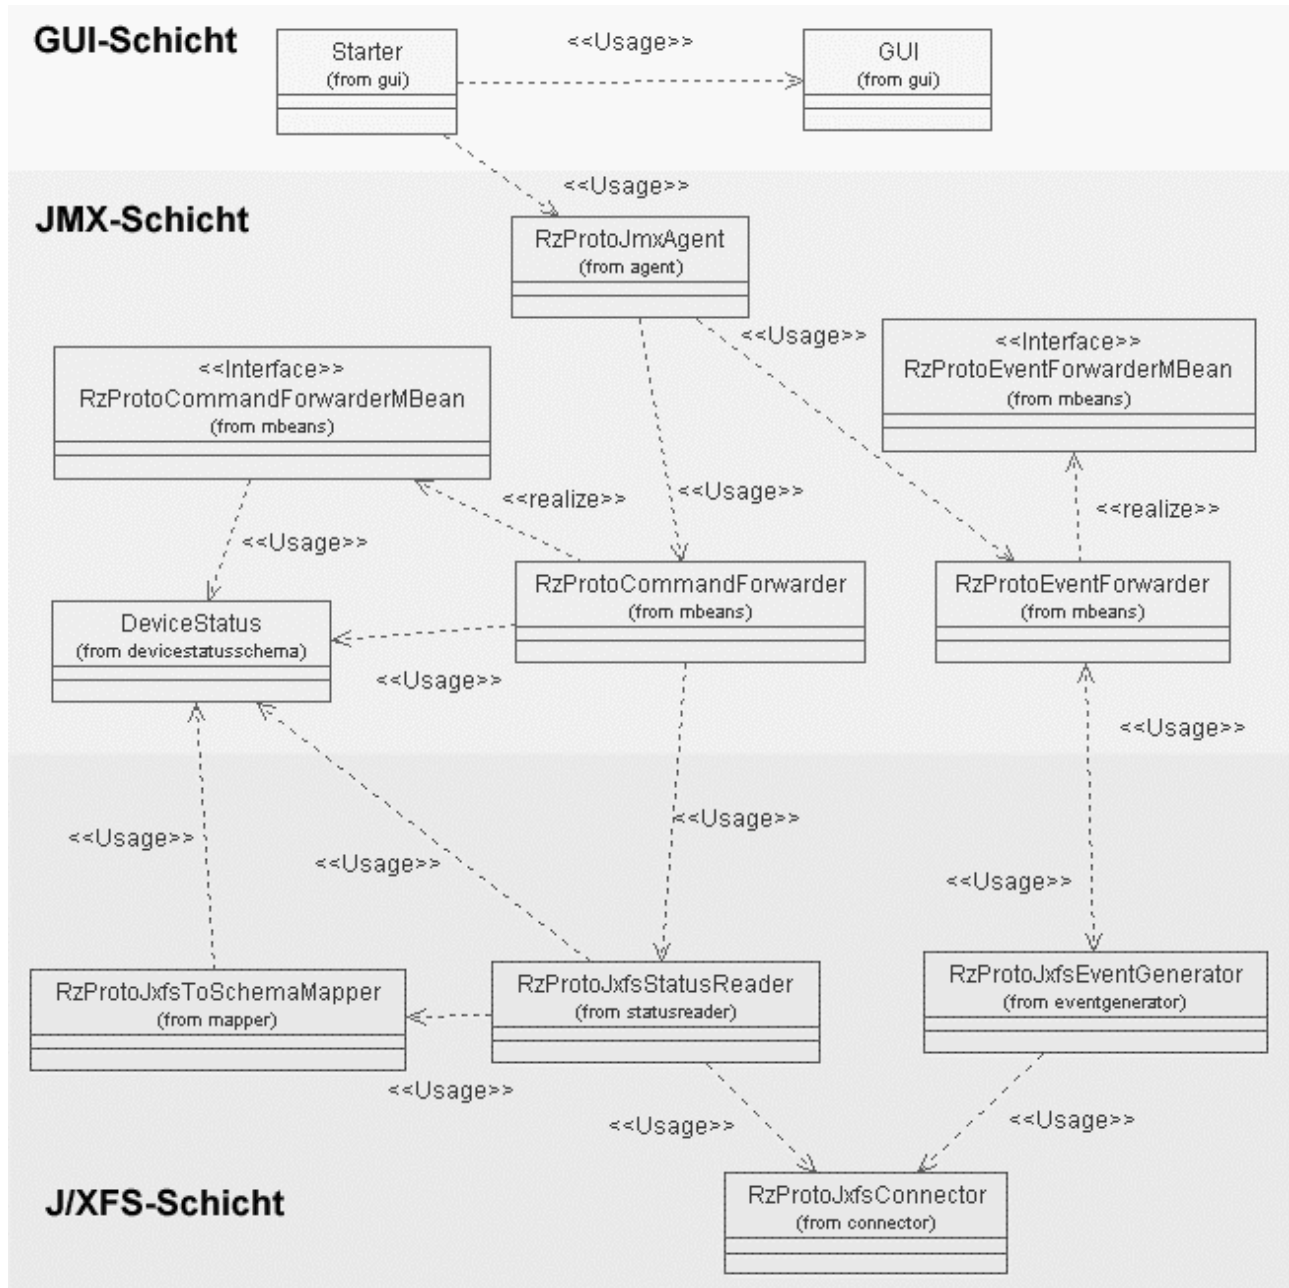 GUI-Schicht
Starter
(from gui)
<<Usage>>
GUI
(from gui)
<<Usage>>
JMX-Schicht
RzProtoJmxAgent
(from agent)
<<Usage>>
<<Interface>>
RzProtoEventForwarderMBean
(from mbeans)
<<Interface>>
RzProtoCommandForwarderMBean
(from mbeans)
<<realize>>
<<Usage>>
<<realize>>
<<Usage>>
RzProtoCommandForwarder
(from mbeans)
RzProtoEventForwarder
(from mbeans)
DeviceStatus
(from devicestatusschema)
<<Usage>>
<<Usage>>
<<Usage>>
<<Usage>>
<<Usage>>
<<Usage>>
RzProtoJxfsToSchemaMapper
(from mapper)
RzProtoJxfsStatusReader
(from statusreader)
RzProtoJxfsEventGenerator
(from eventgenerator)
<<Usage>>
<<Usage>>
<<Usage>>
J/XFS-Schicht
RzProtoJxfsConnector
(from connector)